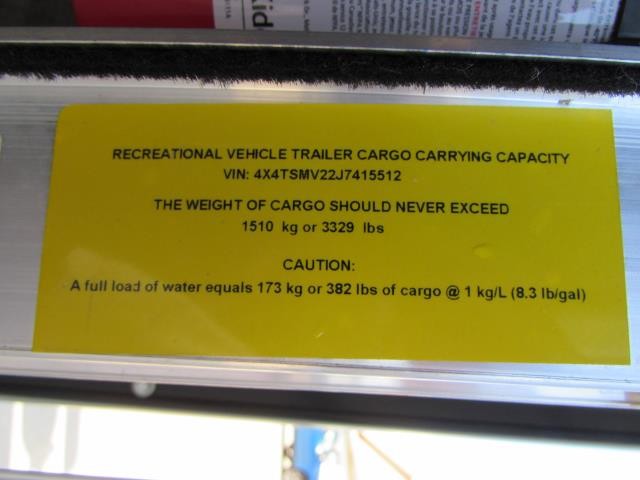 RECREATIONAL VEHICLE TRAILER CARGO CARRYING CAPACITY
VIN: 4X4TSMV22J7415512
THE WEIGHT OF CARGO SHOULD NEVER EXCEED
1510 kg or 3329 lbs
CAUTION:
A full load of water equals 173 kg or 382 lbs of cargo @ 1 kg/L (8.3 lb/gal)